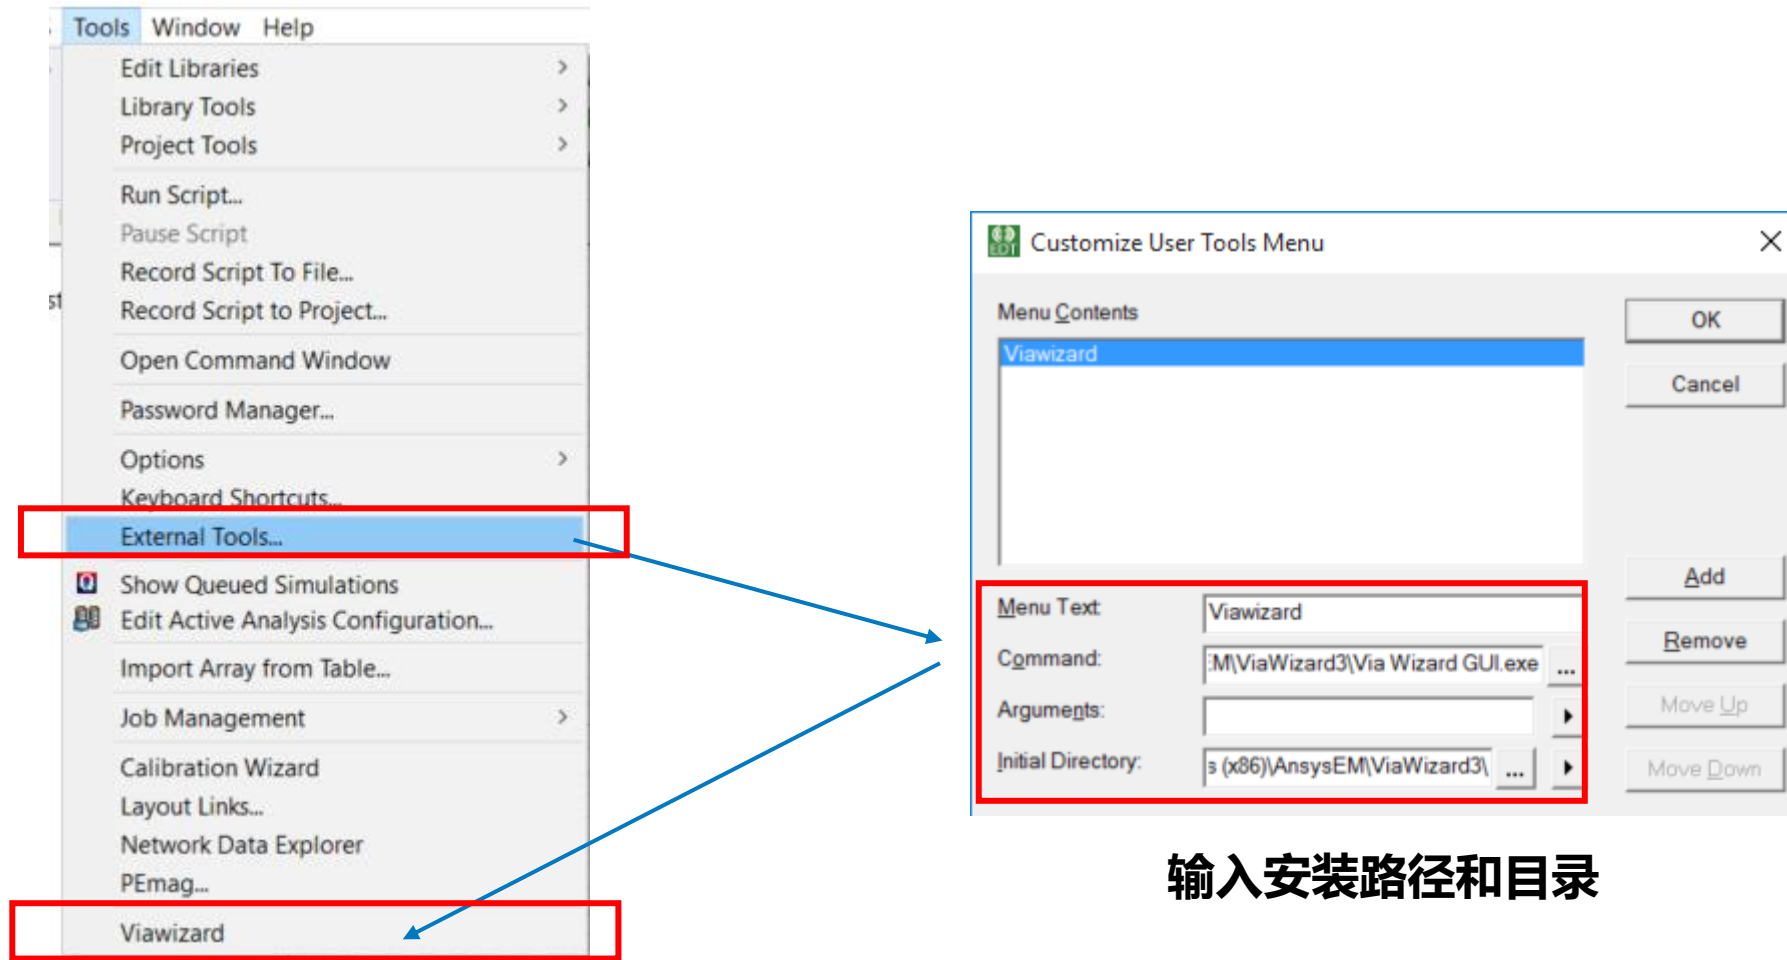 Tools Window Help
Edit Libraries
Library Tools
Project Tools
Run Script...
Pause Script
Record Script To File...
Record Script to Project...
Open Command Window
Password Manager...
Options
Keyboard Shortcuts...
External Tools...
Show Queued Simulations
Edit Active Analysis Configuration...
Import Array from Table...
Job Management
Calibration Wizard
Layout Links...
Network Data Explorer
PEmag...
Viawizard
EDT
Customize User Tools Menu
Menu Contents
Viawizard
OK
Cancel
Add
Remove
Move Up
Move Down
Menu Text
Viawizard
Command:
:M\ViaWizard3\Via Wizard GUI.exe
...
Arguments:
Initial Directory:
s (x86)\AnsysEM\ViaWizard3\
...
输入安装路径和目录